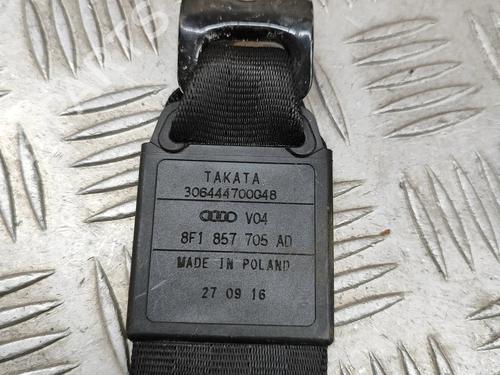 TAKATA
306444700048
V04
8F1 857 705 AD
MADE IN POLAND
27 09 16